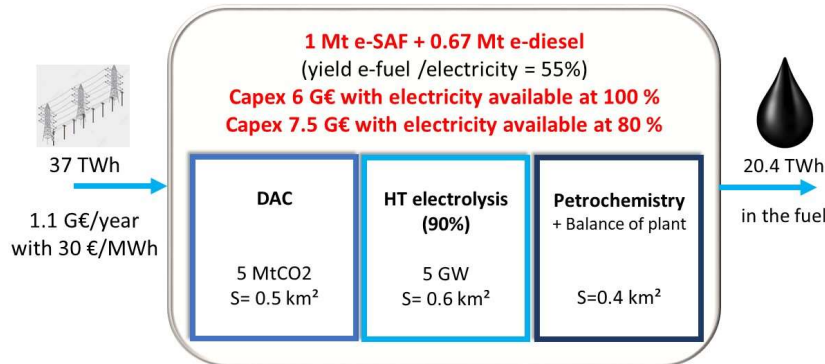 1 Mt e-SAF + 0.67 Mt e-diesel
(yield e-fuel /electricity = 55%)
Capex 6 G€ with electricity available at 100 %
Capex 7.5 G€ with electricity available at 80 %
37 TWh
1.1 G€/year
with 30 €/MWh
DAC
5 MtCO2
S= 0.5 km²
HT electrolysis
(90%)
5 GW
S= 0.6 km²
Petrochemistry
+ Balance of plant
S=0.4 km²
20.4 TWh
in the fuel